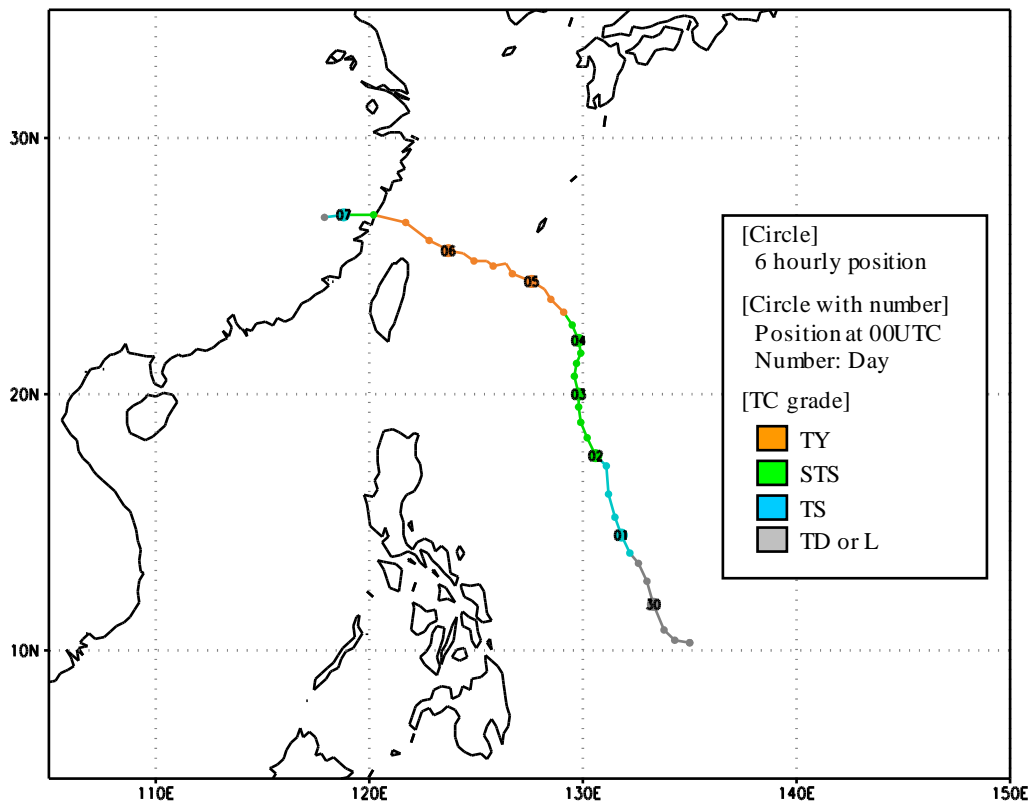 30N
20N
10N
110E
120E
130E
140E
150E
07
06
05
04
03
02
01
30
[Circle]
6 hourly position
[Circle with number]
Position at 00UTC
Number: Day
[TC grade]
TY
STS
TS
TD or L